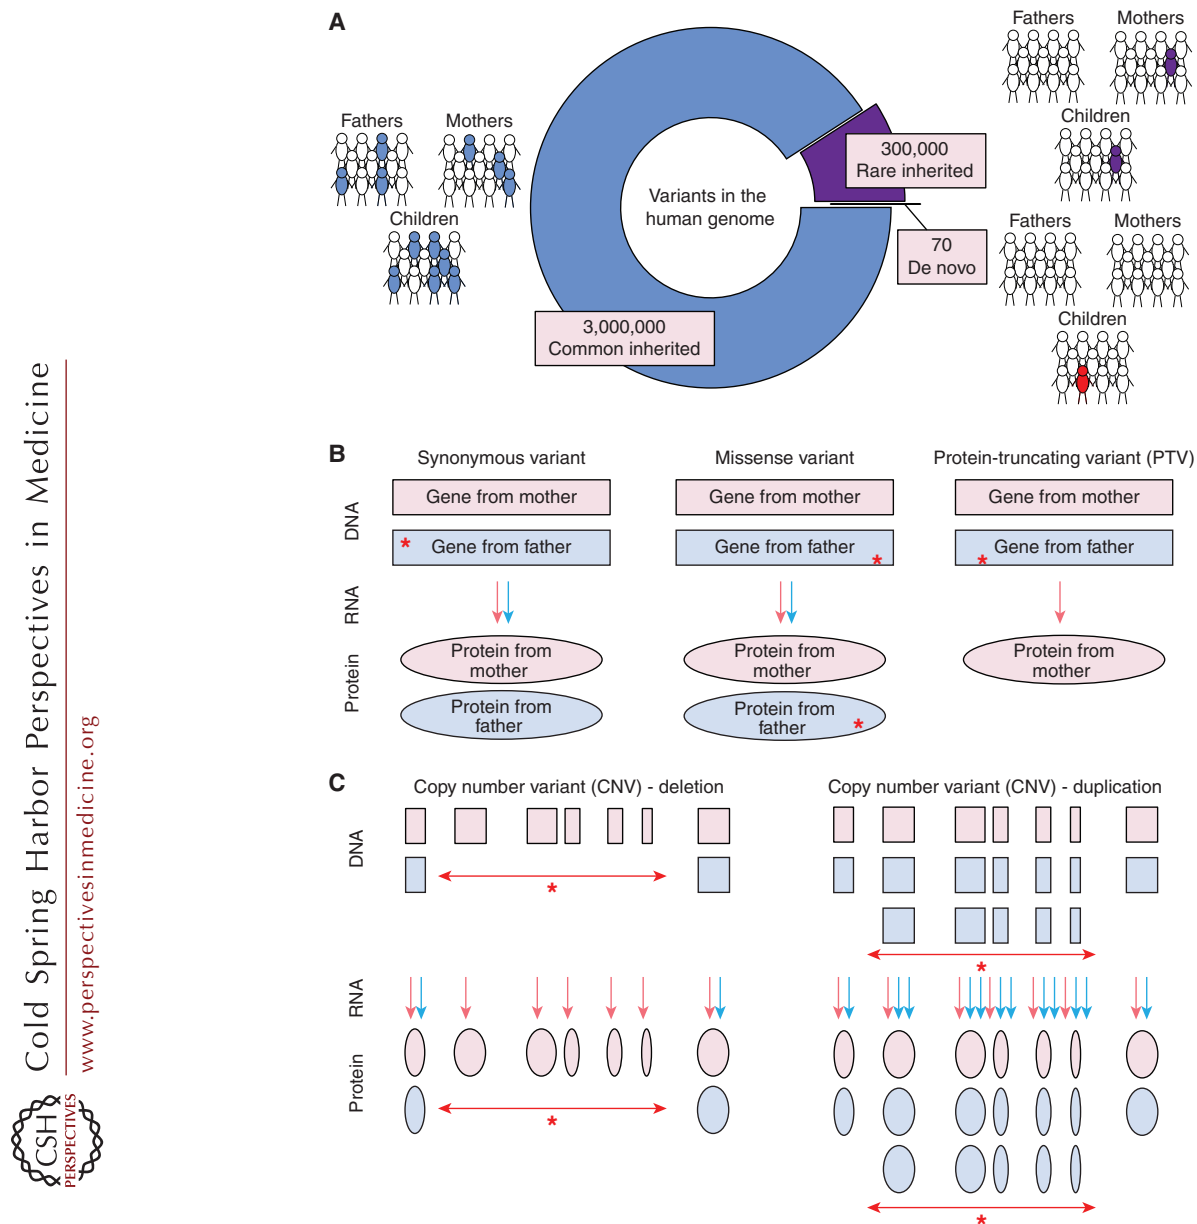 A
Fathers
Mothers
Children
Variants in the
human genome
3,000,000
Common inherited
300,000
Rare inherited
70
De novo
Fathers
Mothers
Children
Fathers
Mothers
Children
B
Synonymous variant
Missense variant
Protein-truncating variant (PTV)
DNA
Gene from mother
Gene from mother
Gene from mother
* Gene from father
Gene from father *
Gene from father *
RNA
Protein
Protein from
mother
Protein from
mother
Protein from
mother
Protein from
father
Protein from
father *
C
Copy number variant (CNV) - deletion
Copy number variant (CNV) - duplication
DNA
*
*
RNA
Protein
*
*
Cold Spring Harbor Perspectives in Medicine
www.perspectivesinmedicine.org
CSH
PERSPECTIVES